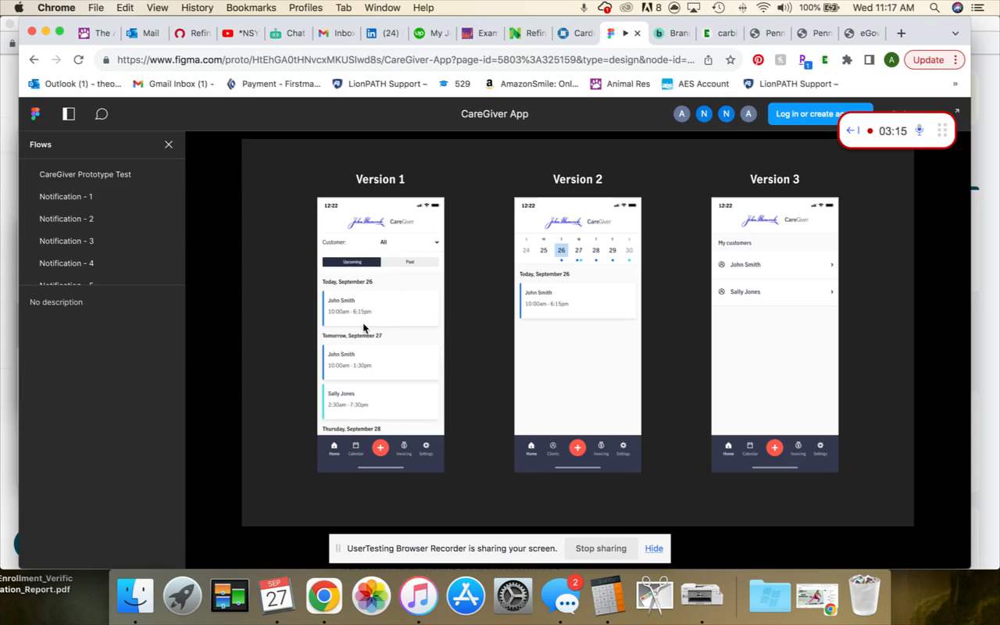 Chrome File Edit View History Bookmarks Profiles Tab Window Help 8 100% Wed 11:17 AM
The Mail Refin *NSY Chat Inbo (24) My J Exam Refin Card Bran carb Penn Penn eGov
https://www.figma.com/proto/HtEhGA0tHNvcxMKUSlwd8s/CareGiver-App?page-id=5803%3A325159&type=design&node-id=... 1 A Update
Outlook (theo... Gmail Inbox (1) - Payment - Firstma... LionPATH Support – 529 AmazonSmile: Onl... Animal Res AES Account LionPATH Support – »
CareGiver App A N N A Log in or create ac
03:15
Flows
CareGiver Prototype Test
Notification - 1
Notification - 2
Notification - 3
Notification - 4
No description
Version 1
12:22
John Hancock CareGiver
Customer: All
Upcoming Past
Today, September 26
John Smith
10:00am - 6:15pm
Tomorrow, September 27
John Smith
10:00am - 1:30pm
Sally Jones
2:30am - 7:30pm
Thursday, September 28
Home Calendar + Invoicing Settings
Version 2
12:22
John Hancock CareGiver
S M T W T F S
24 25 26 27 28 29 30
Today, September 26
John Smith
10:00am - 6:15pm
Home Clients + Invoicing Settings
Version 3
12:22
John Hancock CareGiver
My customers
John Smith
Sally Jones
Home Calendar + Invoicing Settings
UserTesting Browser Recorder is sharing your screen. Stop sharing Hide
Enrollment_Verific
ation_Report.pdf
SEP
27
2